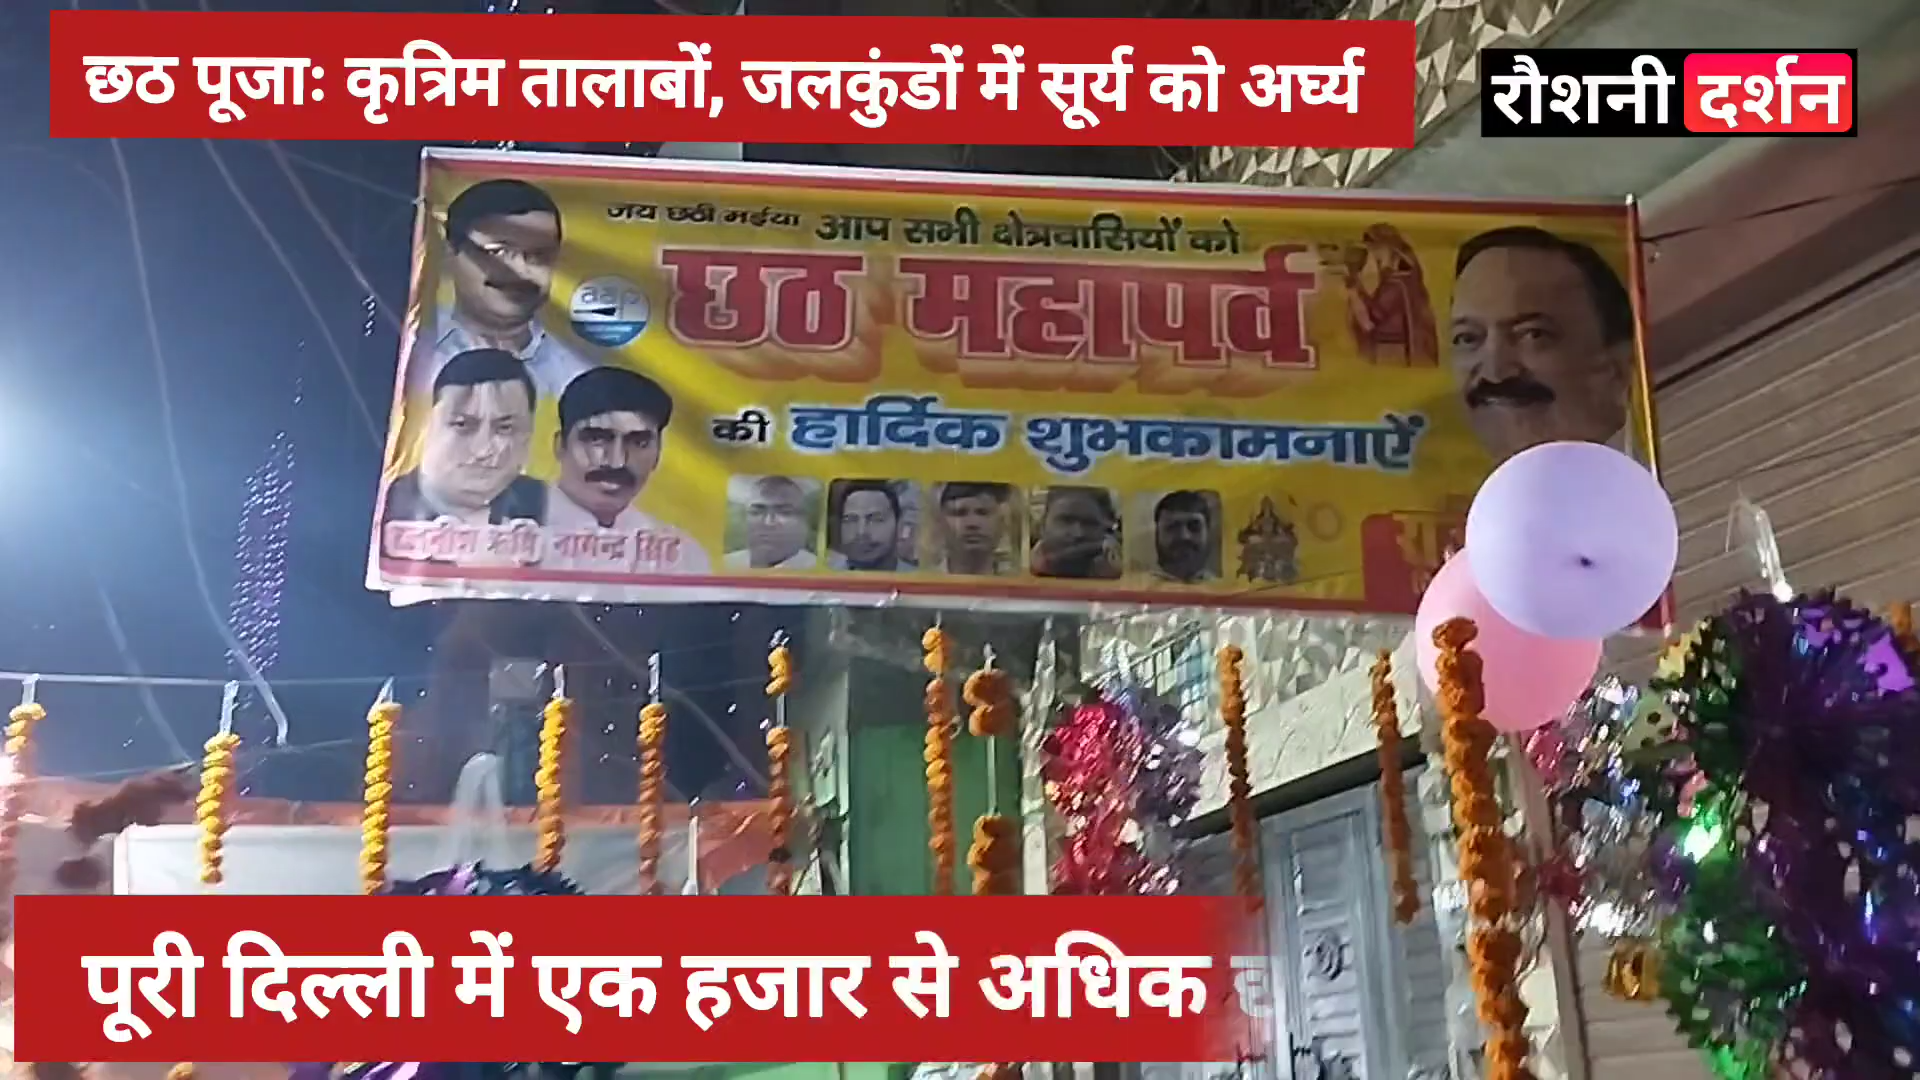 छठ पूजाः कृत्रिम तालाबों, जलकुंडों में सूर्य को अर्घ्य
रौशनी दर्शन
जय छठी मईया आप सभी क्षेत्रवासियों को
aap
छठ महापर्व
की हार्दिक शुभकामनाऐं
नागेन्द्र सिंह
पूरी दिल्ली में एक हजार से अधिक